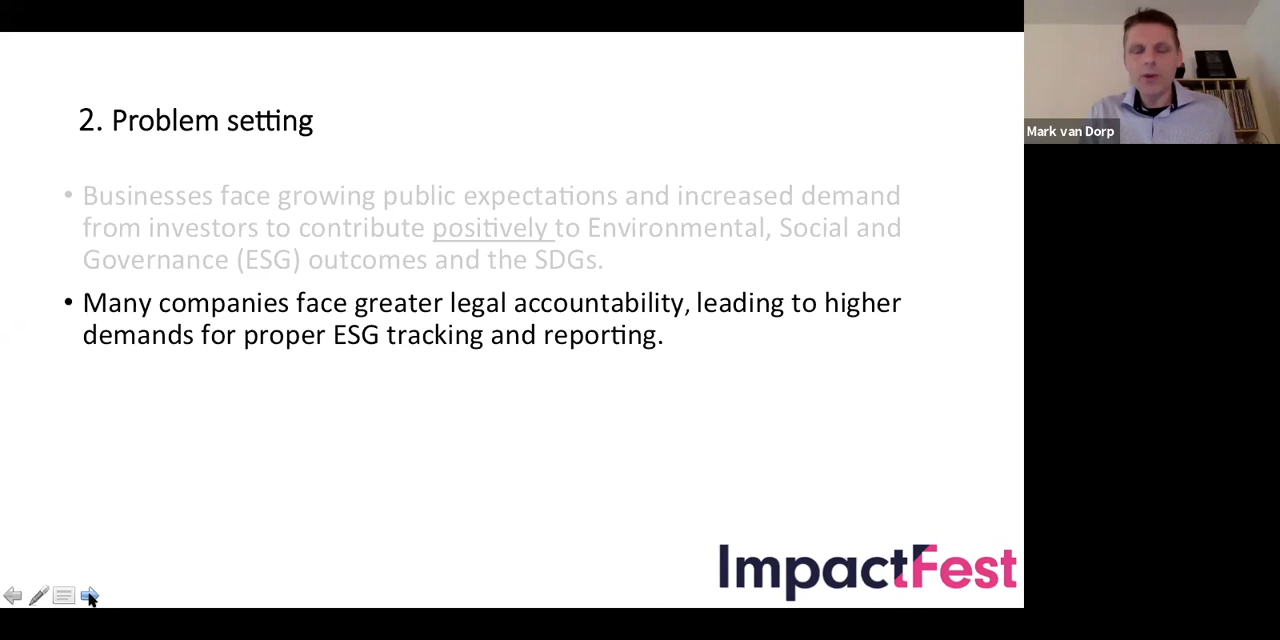 2. Problem setting
• Businesses face growing public expectations and increased demand
from investors to contribute positively to Environmental, Social and
Governance (ESG) outcomes and the SDGs.
• Many companies face greater legal accountability, leading to higher
demands for proper ESG tracking and reporting.
ImpactFest
Mark van Dorp